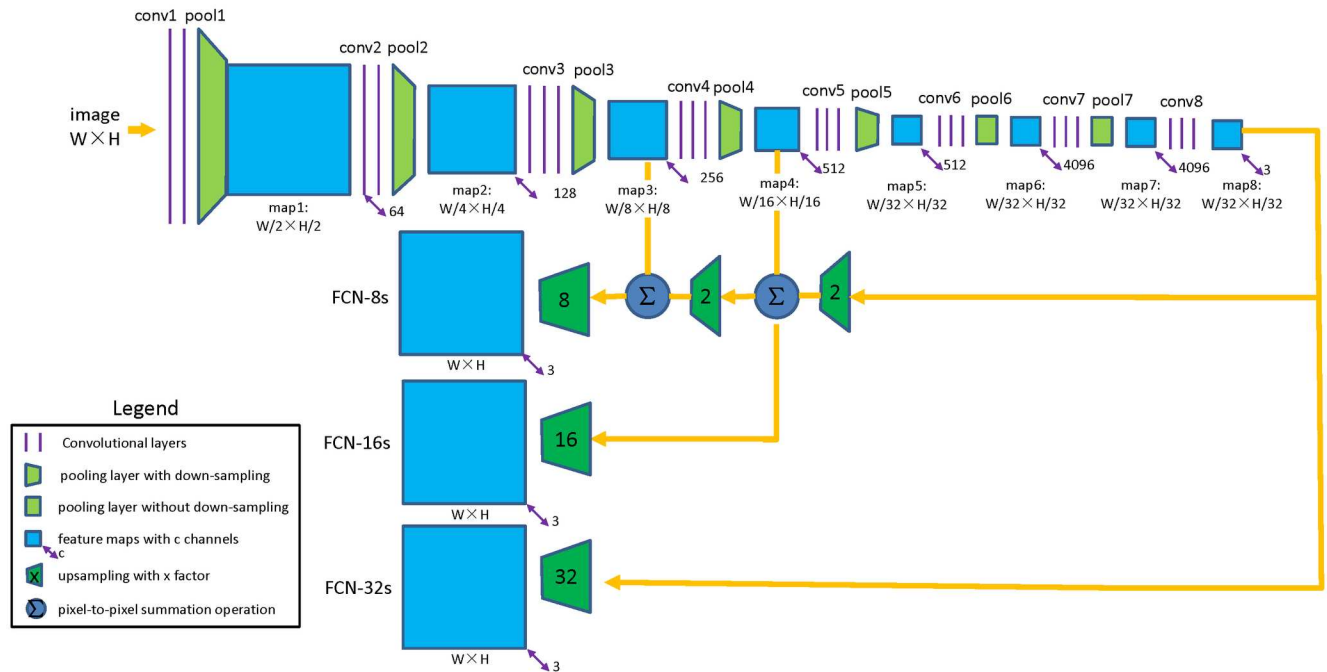 conv1 pool1
conv2 pool2
conv3 pool3
conv4 pool4
conv5 pool5
conv6 pool6
conv7 pool7
conv8
image
W×H
64
128
256
512
512
4096
4096
3
map1:
W/2×H/2
map2:
W/4×H/4
map3:
W/8×H/8
map4:
W/16×H/16
map5:
W/32×H/32
map6:
W/32×H/32
map7:
W/32×H/32
map8:
W/32×H/32
FCN-8s
8
Σ
2
Σ
2
W×H
3
FCN-16s
16
W×H
3
FCN-32s
32
W×H
3
Legend
Convolutional layers
pooling layer with down-sampling
pooling layer without down-sampling
feature maps with c channels
c
x
upsampling with x factor
Σ
pixel-to-pixel summation operation